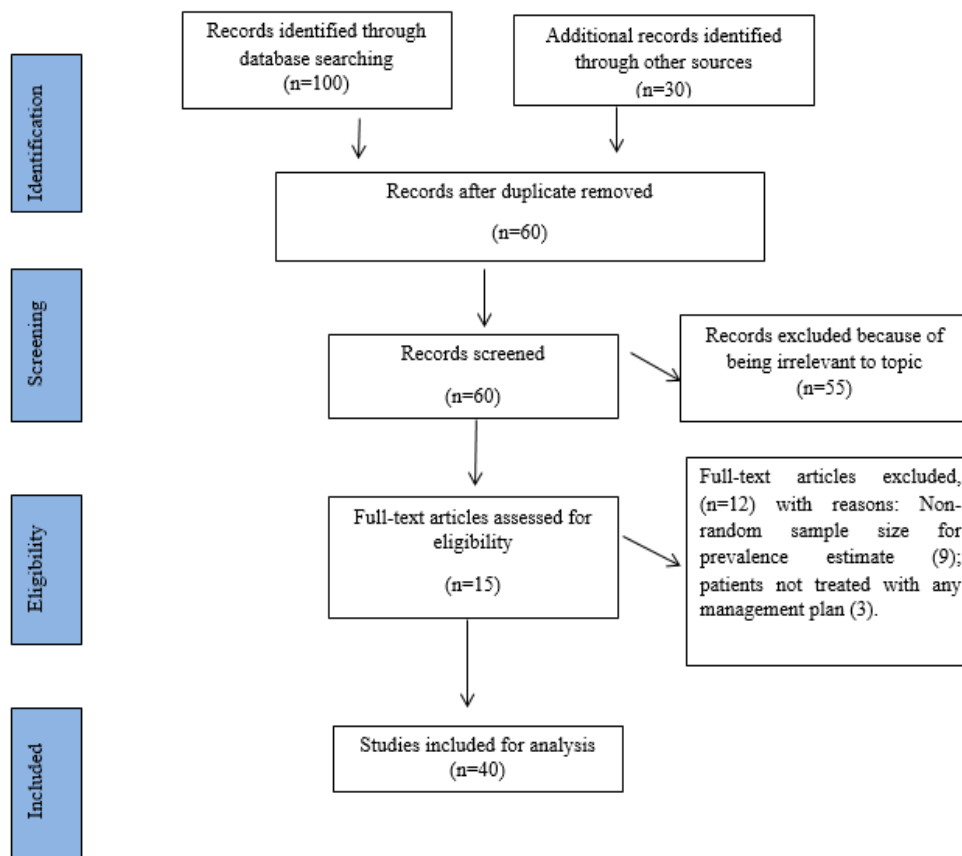 Records identified through
database searching
(n=100)
Additional records identified
through other sources
(n=30)
Identification
Records after duplicate removed
(n=60)
Screening
Records screened
(n=60)
Records excluded because of
being irrelevant to topic
(n=55)
Eligibility
Full-text articles assessed for
eligibility
(n=15)
Full-text articles excluded,
(n=12) with reasons: Non-
random sample size for
prevalence estimate (9);
patients not treated with any
management plan (3).
Included
Studies included for analysis
(n=40)